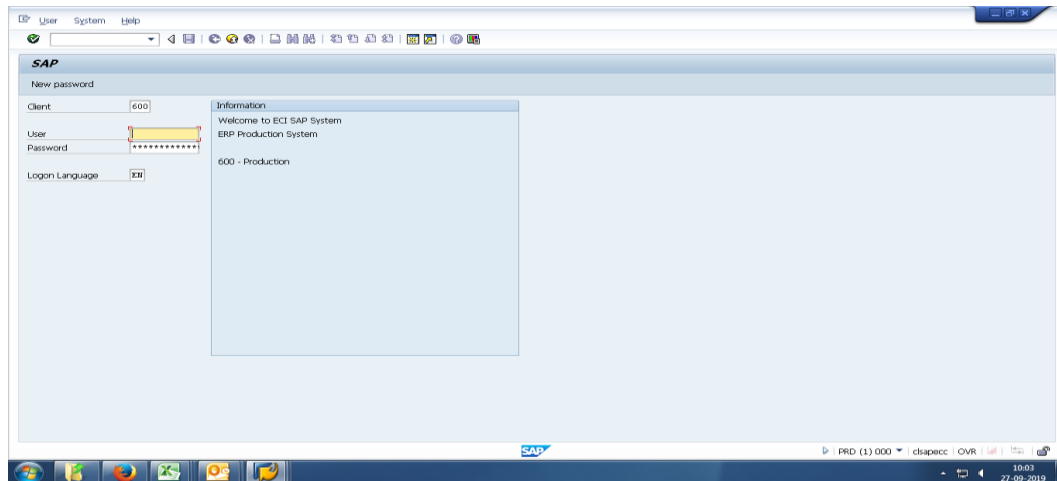 User System Help
SAP
New password
Client 600
User
Password ************
Logon Language EN
Information
Welcome to ECI SAP System
ERP Production System
600 - Production
SAP
PRD (1) 000 clsapecc OVR
10:03
27-09-2019